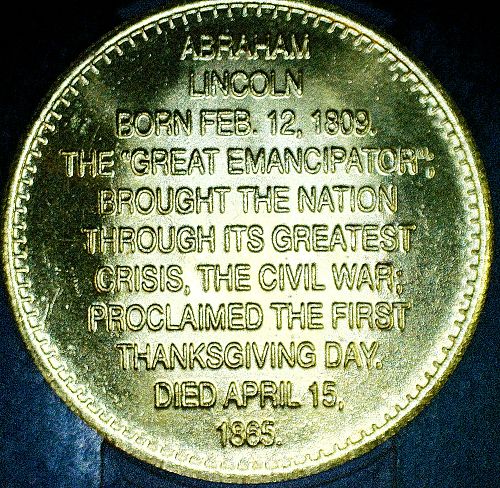 ABRAHAM
LINCOLN
BORN FEB. 12, 1809.
THE "GREAT EMANCIPATOR";
BROUGHT THE NATION
THROUGH ITS GREATEST
CRISIS, THE CIVIL WAR;
PROCLAIMED THE FIRST
THANKSGIVING DAY.
DIED APRIL 15,
1865.